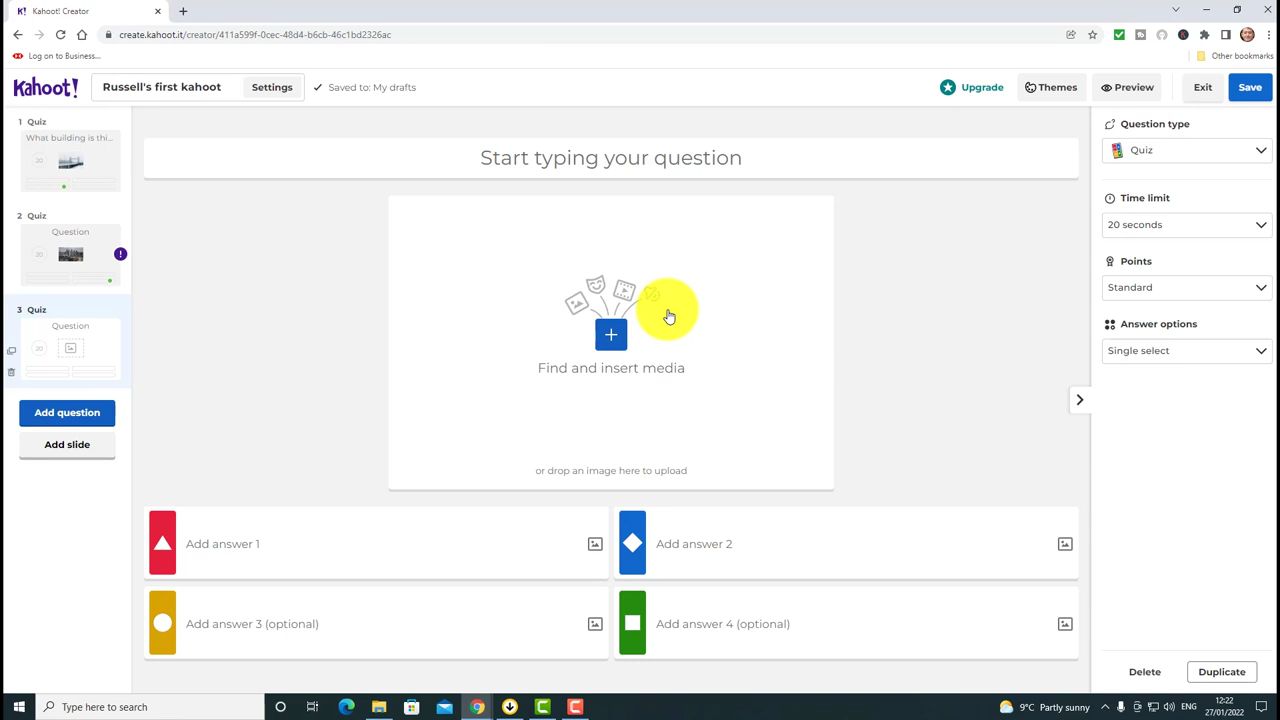 Kahoot! Creator
create.kahoot.it/creator/411a599f-0cec-48d4-b6cb-46c1bd2326ac
Log on to Business...
Other bookmarks
Kahoot!
Russell's first kahoot
Settings
Saved to: My drafts
Upgrade
Themes
Preview
Exit
Save
1 Quiz
What building is thi...
20
2 Quiz
Question
20
!
3 Quiz
Question
20
Add question
Add slide
Start typing your question
Find and insert media
or drop an image here to upload
Add answer 1
Add answer 2
Add answer 3 (optional)
Add answer 4 (optional)
Question type
Quiz
Time limit
20 seconds
Points
Standard
Answer options
Single select
Delete
Duplicate
Type here to search
9°C Partly sunny
ENG
12:22
27/01/2022